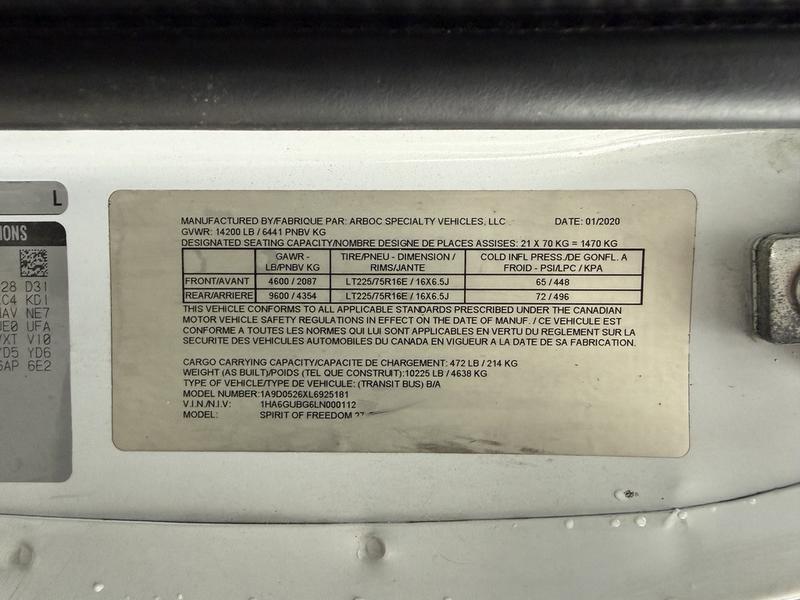 L
IONS
28 D31
C4 KD1
NAV NE7
UE0 UFA
YXT V10
YD5 YD6
6AP 6E2
MANUFACTURED BY/FABRIQUE PAR: ARBOC SPECIALTY VEHICLES, LLC DATE: 01/2020
GVWR: 14200 LB / 6441 PNBV KG
DESIGNATED SEATING CAPACITY/NOMBRE DESIGNE DE PLACES ASSISES: 21 X 70 KG = 1470 KG
GAWR - TIRE/PNEU - DIMENSION / COLD INFL PRESS./DE GONFL. A
LB/PNBV KG RIMS/JANTE FROID - PSI/LPC / KPA
FRONT/AVANT 4600 / 2087 LT225/75R16E / 16X6.5J 65 / 448
REAR/ARRIERE 9600 / 4354 LT225/75R16E / 16X6.5J 72 / 496
THIS VEHICLE CONFORMS TO ALL APPLICABLE STANDARDS PRESCRIBED UNDER THE CANADIAN
MOTOR VEHICLE SAFETY REGULATIONS IN EFFECT ON THE DATE OF MANUF. / CE VEHICULE EST
CONFORME A TOUTES LES NORMES QUI LUI SONT APPLICABLES EN VERTU DU REGLEMENT SUR LA
SECURITE DES VEHICULES AUTOMOBILES DU CANADA EN VIGUEUR A LA DATE DE SA FABRICATION.
CARGO CARRYING CAPACITY/CAPACITE DE CHARGEMENT: 472 LB / 214 KG
WEIGHT (AS BUILT)/POIDS (TEL QUE CONSTRUIT):10225 LB / 4638 KG
TYPE OF VEHICLE/TYPE DE VEHICULE: (TRANSIT BUS) B/A
MODEL NUMBER:1A9D0526XL6925181
V.I.N./N.I.V: 1HA6GUBG6LN000112
MODEL: SPIRIT OF FREEDOM